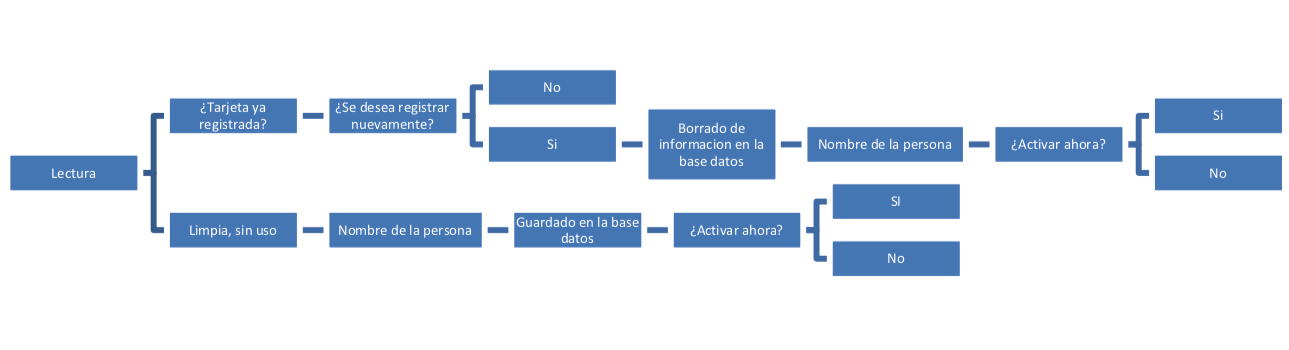 Lectura
¿Tarjeta ya
registrada?
¿Se desea registrar
nuevamente?
No
Si
Borrado de
informacion en la
base datos
Nombre de la persona
¿Activar ahora?
Si
No
Limpia, sin uso
Nombre de la persona
Guardado en la base
datos
¿Activar ahora?
SI
No